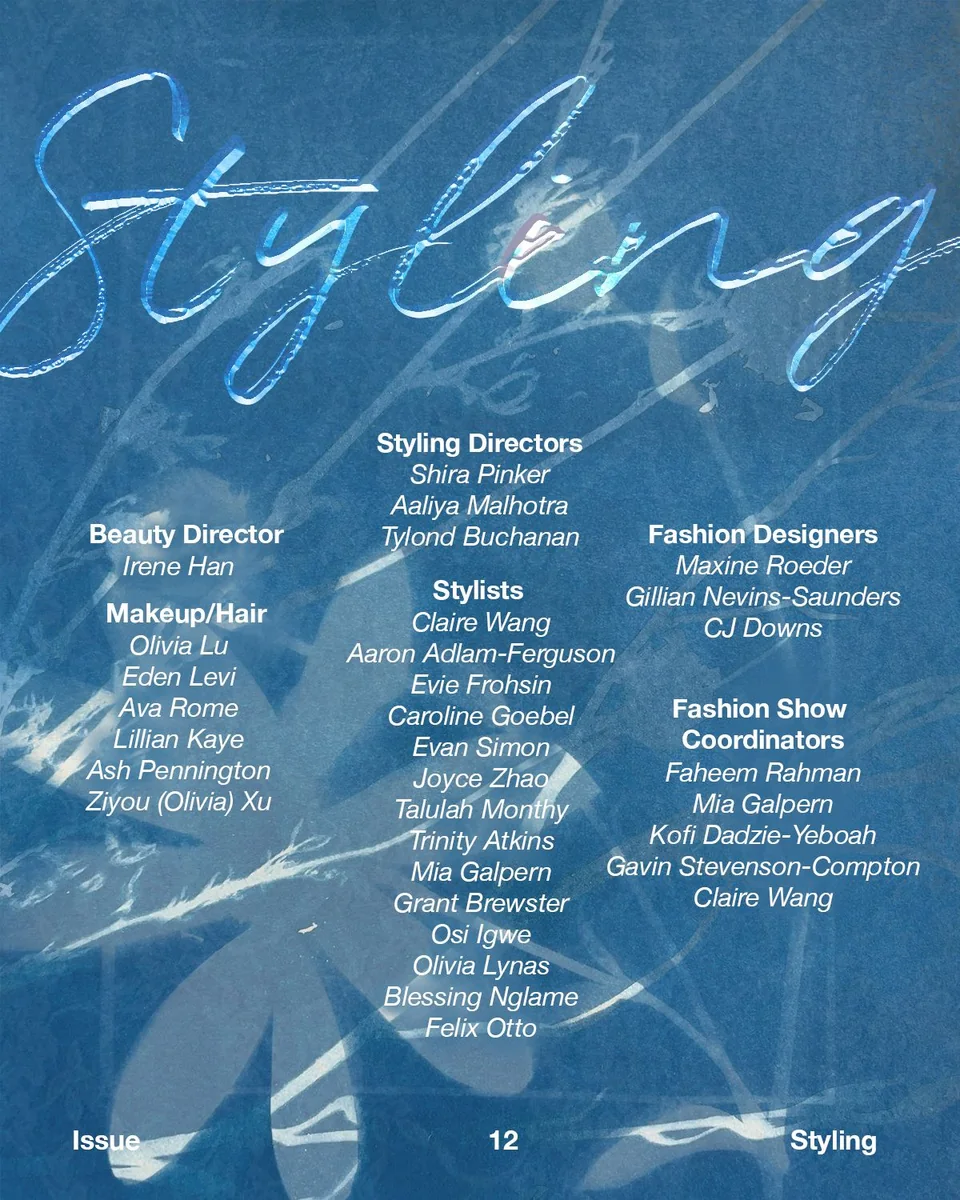 Styling
Beauty Director
Irene Han
Makeup/Hair
Olivia Lu
Eden Levi
Ava Rome
Lillian Kaye
Ash Pennington
Ziyou (Olivia) Xu
Styling Directors
Shira Pinker
Aaliya Malhotra
Tylond Buchanan
Stylists
Claire Wang
Aaron Adlam-Ferguson
Evie Frohsin
Caroline Goebel
Evan Simon
Joyce Zhao
Talulah Monthy
Trinity Atkins
Mia Galpern
Grant Brewster
Osi Igwe
Olivia Lynas
Blessing Nglame
Felix Otto
Fashion Designers
Maxine Roeder
Gillian Nevins-Saunders
CJ Downs
Fashion Show
Coordinators
Faheem Rahman
Mia Galpern
Kofi Dadzie-Yeboah
Gavin Stevenson-Compton
Claire Wang
Issue 12 Styling